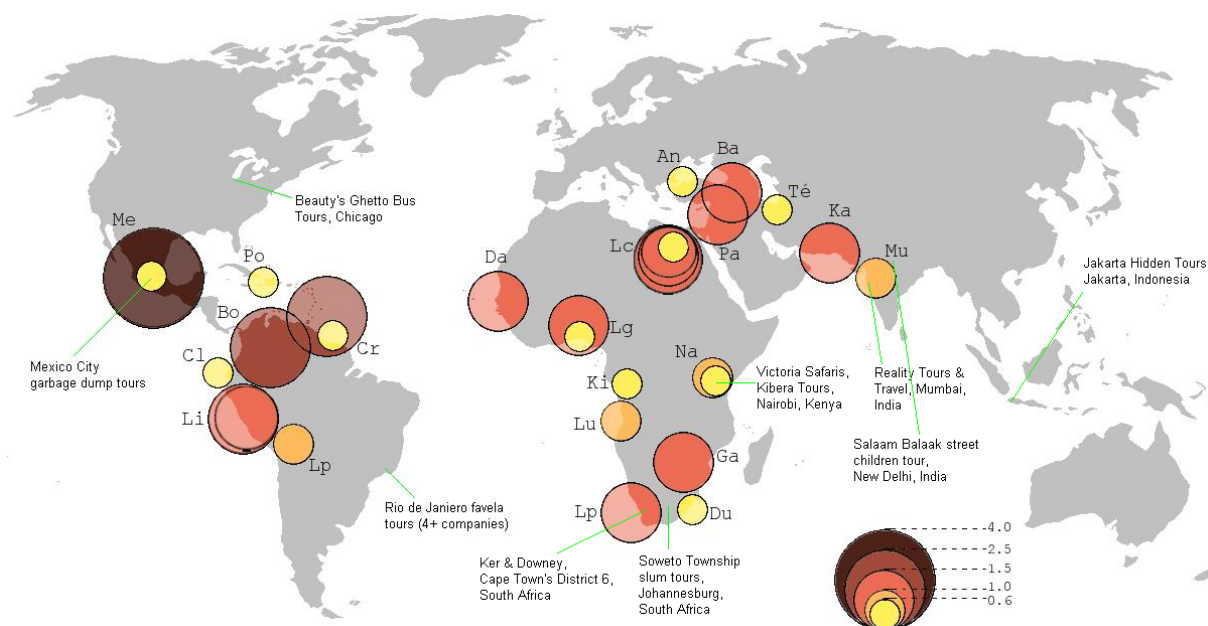 An
Ba
Té
Beauty's Ghetto Bus
Tours, Chicago
Me
Ka
Po
Lc
Da
Pa
Mu
Jakarta Hidden Tours
Jakarta, Indonesia
Bo
Lg
Cr
Mexico City
garbage dump tours
Cl
Na
Ki
Victoria Safaris,
Kibera Tours,
Nairobi, Kenya
Reality Tours &
Travel, Mumbai,
India
Li
Lu
Salaam Balaak street
children tour,
New Delhi, India
Lp
Ga
Rio de Janiero favela
tours (4+ companies)
Lp
Du
Ker & Downey,
Cape Town's District 6,
South Africa
Soweto Township
slum tours,
Johannesburg,
South Africa
4.0
2.5
1.5
1.0
0.6